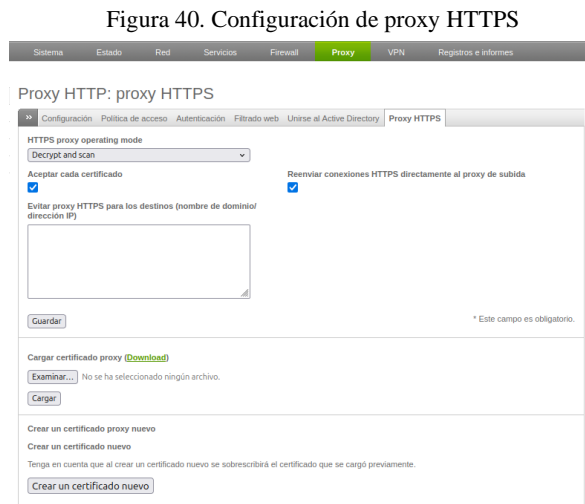 Figura 40. Configuración de proxy HTTPS
Sistema Estado Red Servicios Firewall Proxy VPN Registros e informes
Proxy HTTP: proxy HTTPS
>> Configuración Política de acceso Autenticación Filtrado web Unirse al Active Directory Proxy HTTPS
HTTPS proxy operating mode
Decrypt and scan
Aceptar cada certificado Reenviar conexiones HTTPS directamente al proxy de subida
Evitar proxy HTTPS para los destinos (nombre de dominio/
dirección IP)
Guardar * Este campo es obligatorio.
Cargar certificado proxy (Download)
Examinar... No se ha seleccionado ningún archivo.
Cargar
Crear un certificado proxy nuevo
Crear un certificado nuevo
Tenga en cuenta que al crear un certificado nuevo se sobrescribirá el certificado que se cargó previamente.
Crear un certificado nuevo